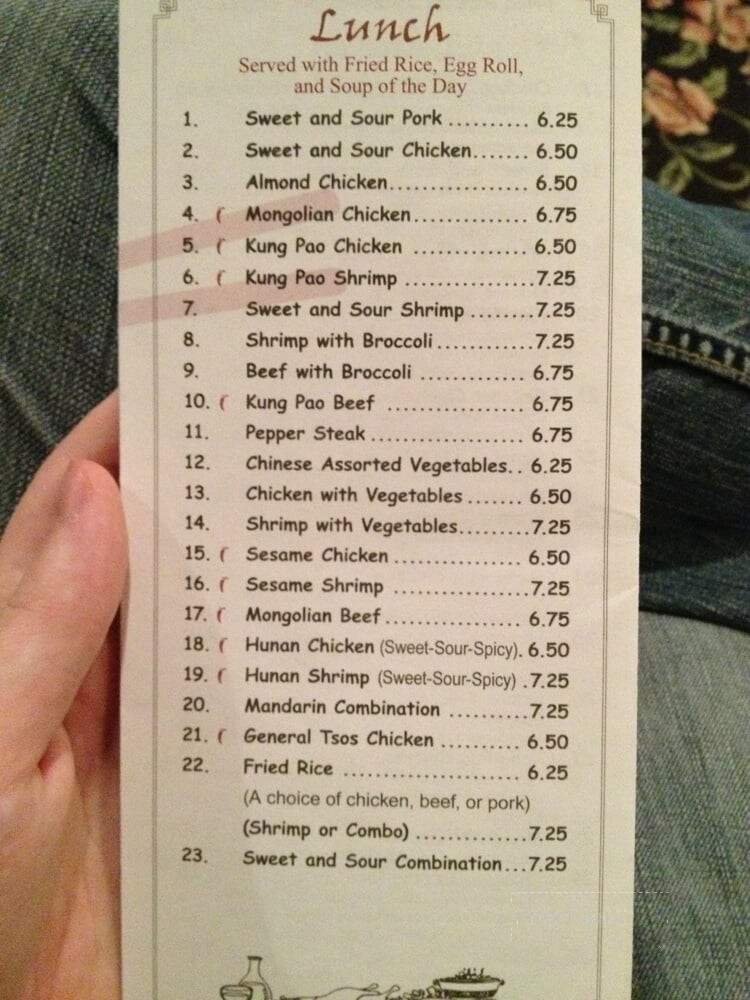 Lunch
Served with Fried Rice, Egg Roll,
and Soup of the Day
1. Sweet and Sour Pork .......... 6.25
2. Sweet and Sour Chicken....... 6.50
3. Almond Chicken................. 6.50
4. Mongolian Chicken.............. 6.75
5. Kung Pao Chicken .............. 6.50
6. Kung Pao Shrimp ................7.25
7. Sweet and Sour Shrimp ........7.25
8. Shrimp with Broccoli............7.25
9. Beef with Broccoli ............. 6.75
10. Kung Pao Beef ................. 6.75
11. Pepper Steak................... 6.75
12. Chinese Assorted Vegetables.. 6.25
13. Chicken with Vegetables ....... 6.50
14. Shrimp with Vegetables.........7.25
15. Sesame Chicken ................ 6.50
16. Sesame Shrimp .................7.25
17. Mongolian Beef................. 6.75
18. Hunan Chicken (Sweet-Sour-Spicy). 6.50
19. Hunan Shrimp (Sweet-Sour-Spicy) .7.25
20. Mandarin Combination ..........7.25
21. General Tsos Chicken .......... 6.50
22. Fried Rice ...................... 6.25
(A choice of chicken, beef, or pork)
(Shrimp or Combo) ..............7.25
23. Sweet and Sour Combination...7.25